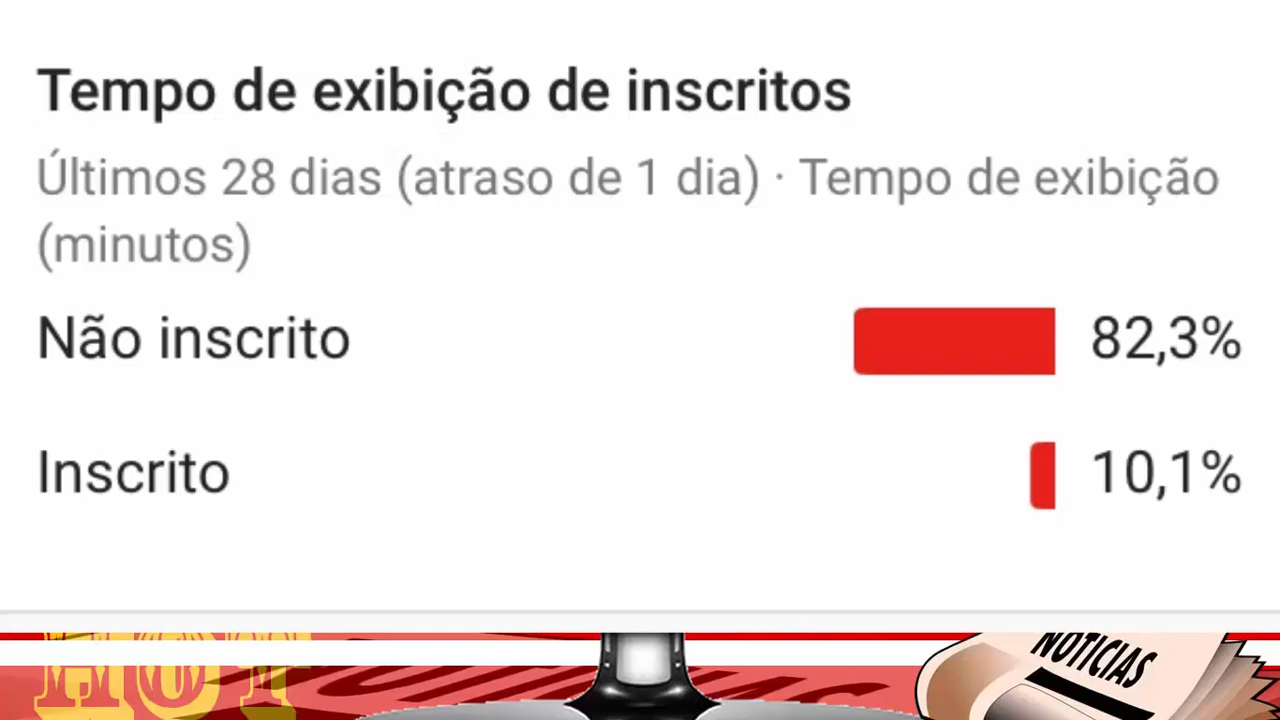 Tempo de exibição de inscritos
Últimos 28 dias (atraso de 1 dia) · Tempo de exibição
(minutos)
Não inscrito 82,3%
Inscrito 10,1%
HOT
NOTICIAS